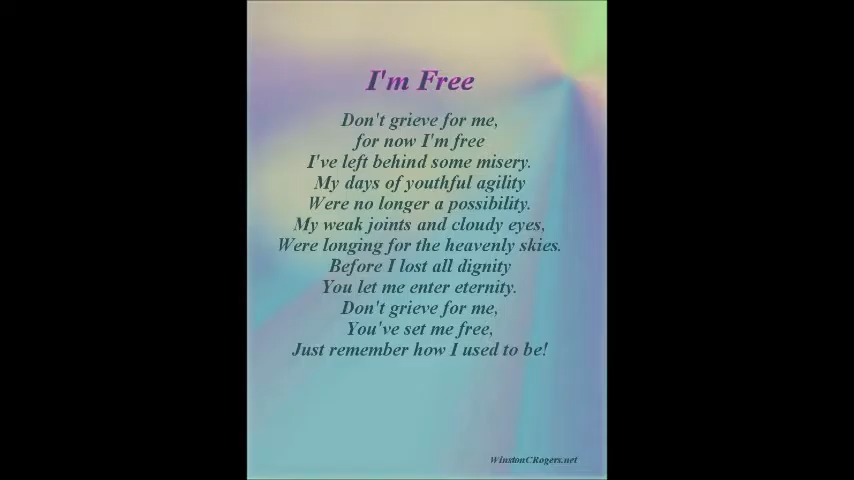 I'm Free
Don't grieve for me,
for now I'm free
I've left behind some misery.
My days of youthful agility
Were no longer a possibility.
My weak joints and cloudy eyes,
Were longing for the heavenly skies.
Before I lost all dignity
You let me enter eternity.
Don't grieve for me,
You've set me free,
Just remember how I used to be!
WinstonCRogers.net